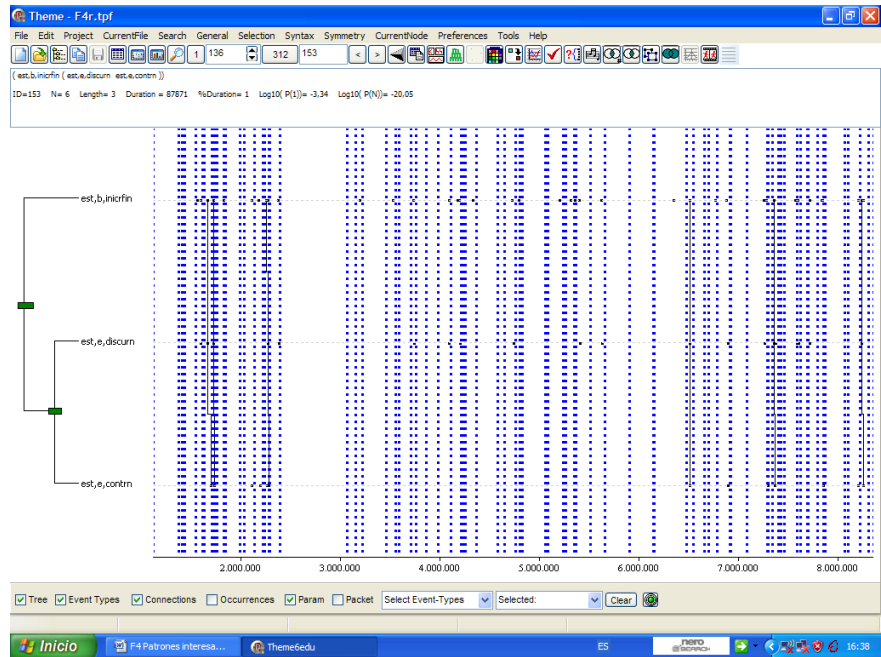 Theme - F4r.tpf
File Edit Project CurrentFile Search General Selection Syntax Symmetry CurrentNode Preferences Tools Help
1 136 312 153 < >
( est,b,inicrfin ( est,e,discurn est,e,contrn ))
ID=153 N= 6 Length= 3 Duration = 87871 %Duration= 1 Log10( P(1))= -3,34 Log10( P(N))= -20,05
est,b,inicrfin
est,e,discurn
est,e,contrn
2.000.000 3.000.000 4.000.000 5.000.000 6.000.000 7.000.000 8.000.000
Tree Event Types Connections Occurrences Param Packet Select Event-Types Selected: Clear
Inicio F4 Patrones interesa... Theme6edu ES nero SEARCH 16:38